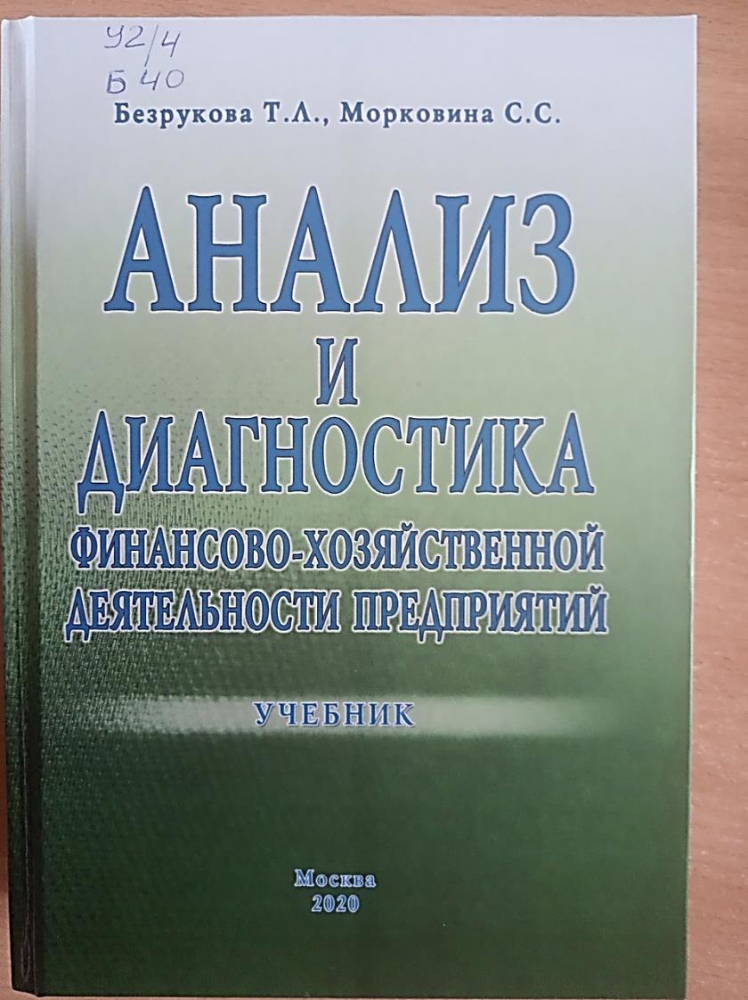 У2/4
Б 40
Безрукова Т.Л., Морковина С.С.
АНАЛИЗ
И
ДИАГНОСТИКА
ФИНАНСОВО-ХОЗЯЙСТВЕННОЙ
ДЕЯТЕЛЬНОСТИ ПРЕДПРИЯТИЙ
УЧЕБНИК
Москва
2020